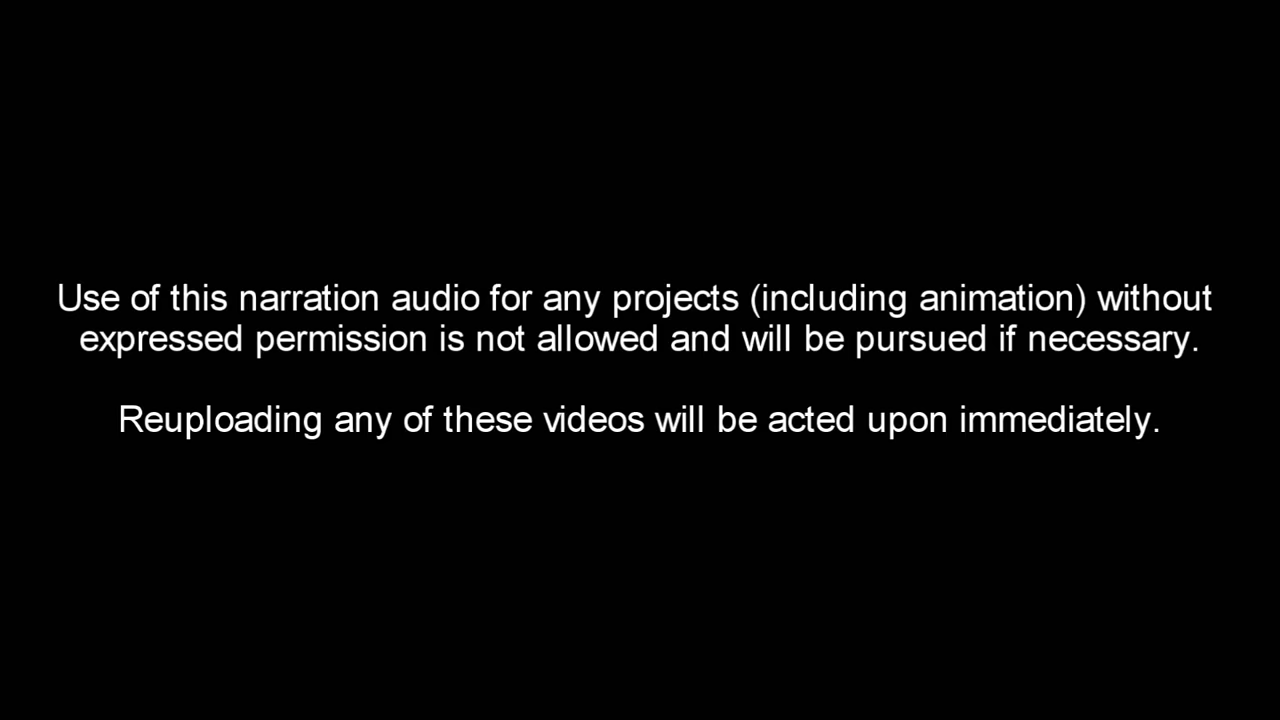 Use of this narration audio for any projects (including animation) without
expressed permission is not allowed and will be pursued if necessary.
Reuploading any of these videos will be acted upon immediately.